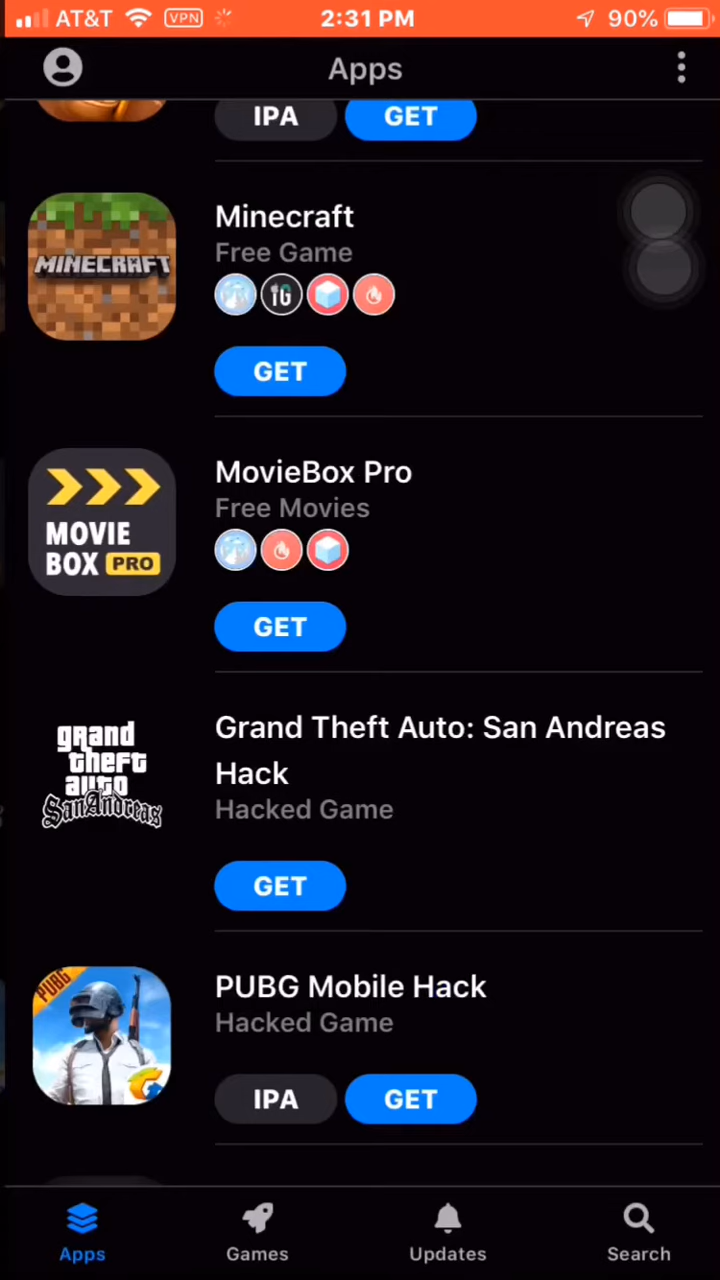 AT&T VPN 2:31 PM 90%
Apps
IPA GET
Minecraft
Free Game
MINECRAFT
GET
MovieBox Pro
Free Movies
MOVIE
BOX PRO
GET
Grand Theft Auto: San Andreas
Hack
Hacked Game
grand
theft
auto
San Andreas
GET
PUBG Mobile Hack
Hacked Game
PUBG
IPA GET
Apps Games Updates Search